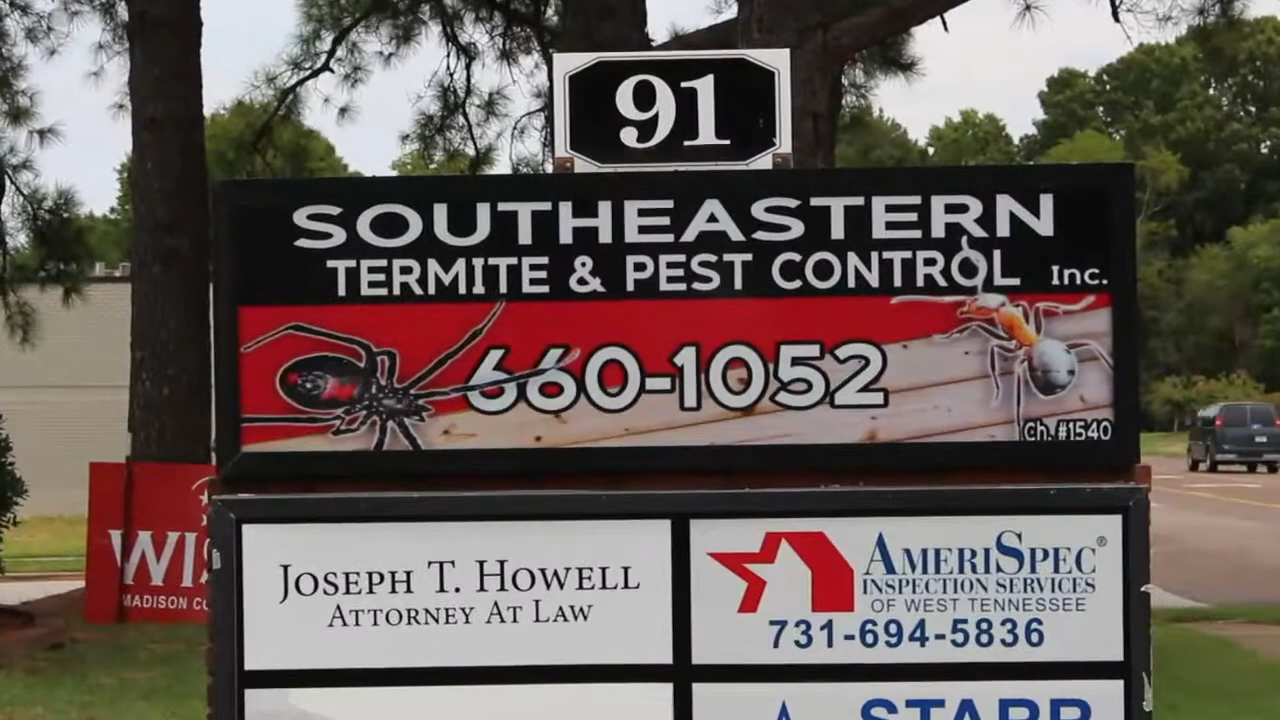 91
SOUTHEASTERN
TERMITE & PEST CONTROL Inc.
660-1052
Ch. #1540
JOSEPH T. HOWELL
ATTORNEY AT LAW
AMERISPEC®
INSPECTION SERVICES
OF WEST TENNESSEE
731-694-5836
STARR
MADISON